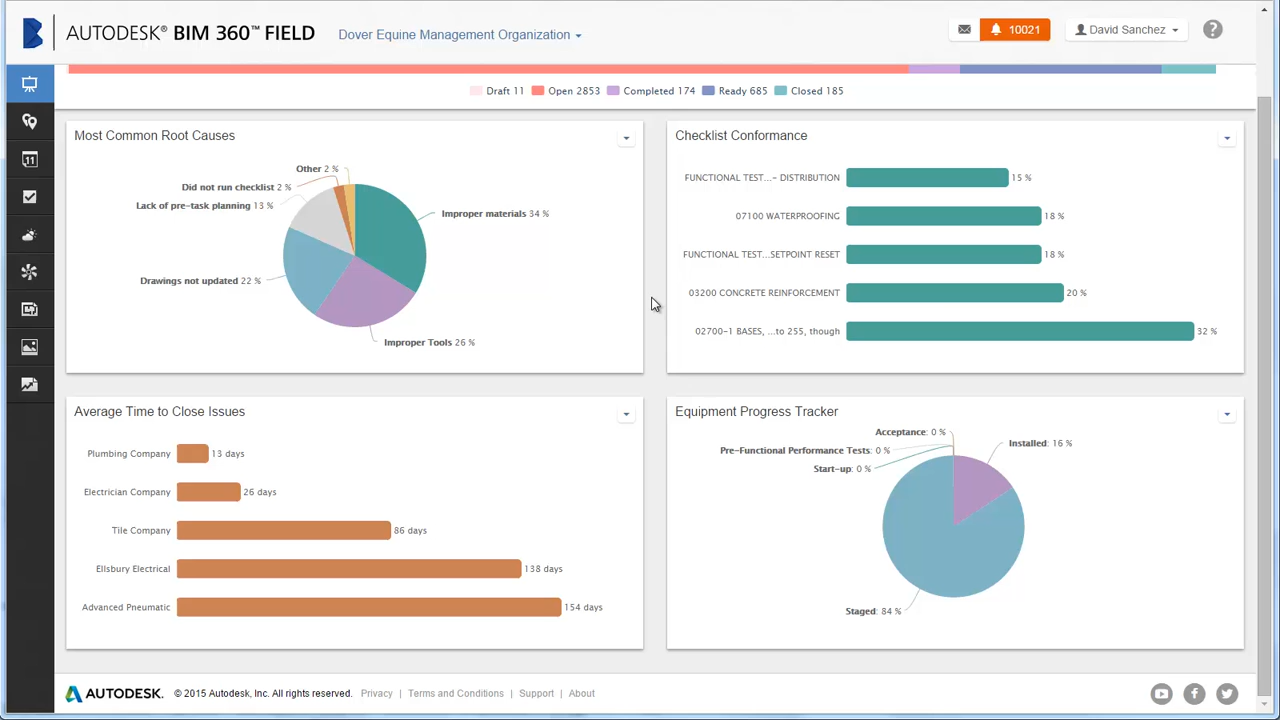 AUTODESK® BIM 360™ FIELD
Dover Equine Management Organization
10021
David Sanchez
?
Draft 11 Open 2853 Completed 174 Ready 685 Closed 185
11
Most Common Root Causes
Other 2 %
Did not run checklist 2 %
Lack of pre-task planning 13 %
Improper materials 34 %
Drawings not updated 22 %
Improper Tools 26 %
Checklist Conformance
FUNCTIONAL TEST...- DISTRIBUTION 15 %
07100 WATERPROOFING 18 %
FUNCTIONAL TEST...SETPOINT RESET 18 %
03200 CONCRETE REINFORCEMENT 20 %
02700-1 BASES, ...to 255, though 32 %
Average Time to Close Issues
Plumbing Company 13 days
Electrician Company 26 days
Tile Company 86 days
Ellsbury Electrical 138 days
Advanced Pneumatic 154 days
Equipment Progress Tracker
Acceptance: 0 %
Installed: 16 %
Pre-Functional Performance Tests: 0 %
Start-up: 0 %
Staged: 84 %
AUTODESK. © 2015 Autodesk, Inc. All rights reserved. Privacy | Terms and Conditions | Support | About